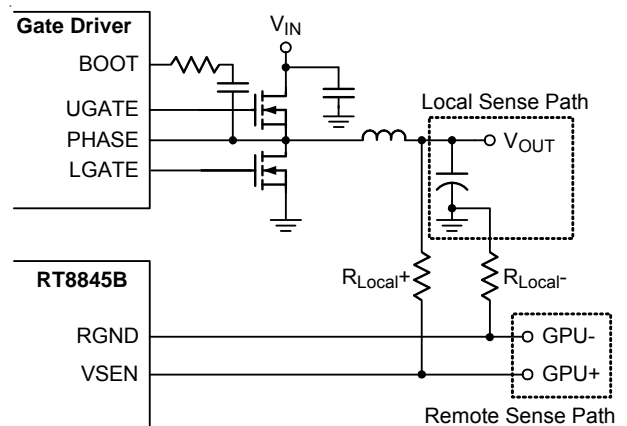 Gate Driver
BOOT
UGATE
PHASE
LGATE
VIN
Local Sense Path
VOUT
RLocal+
RLocal-
RT8845B
RGND
VSEN
GPU-
GPU+
Remote Sense Path